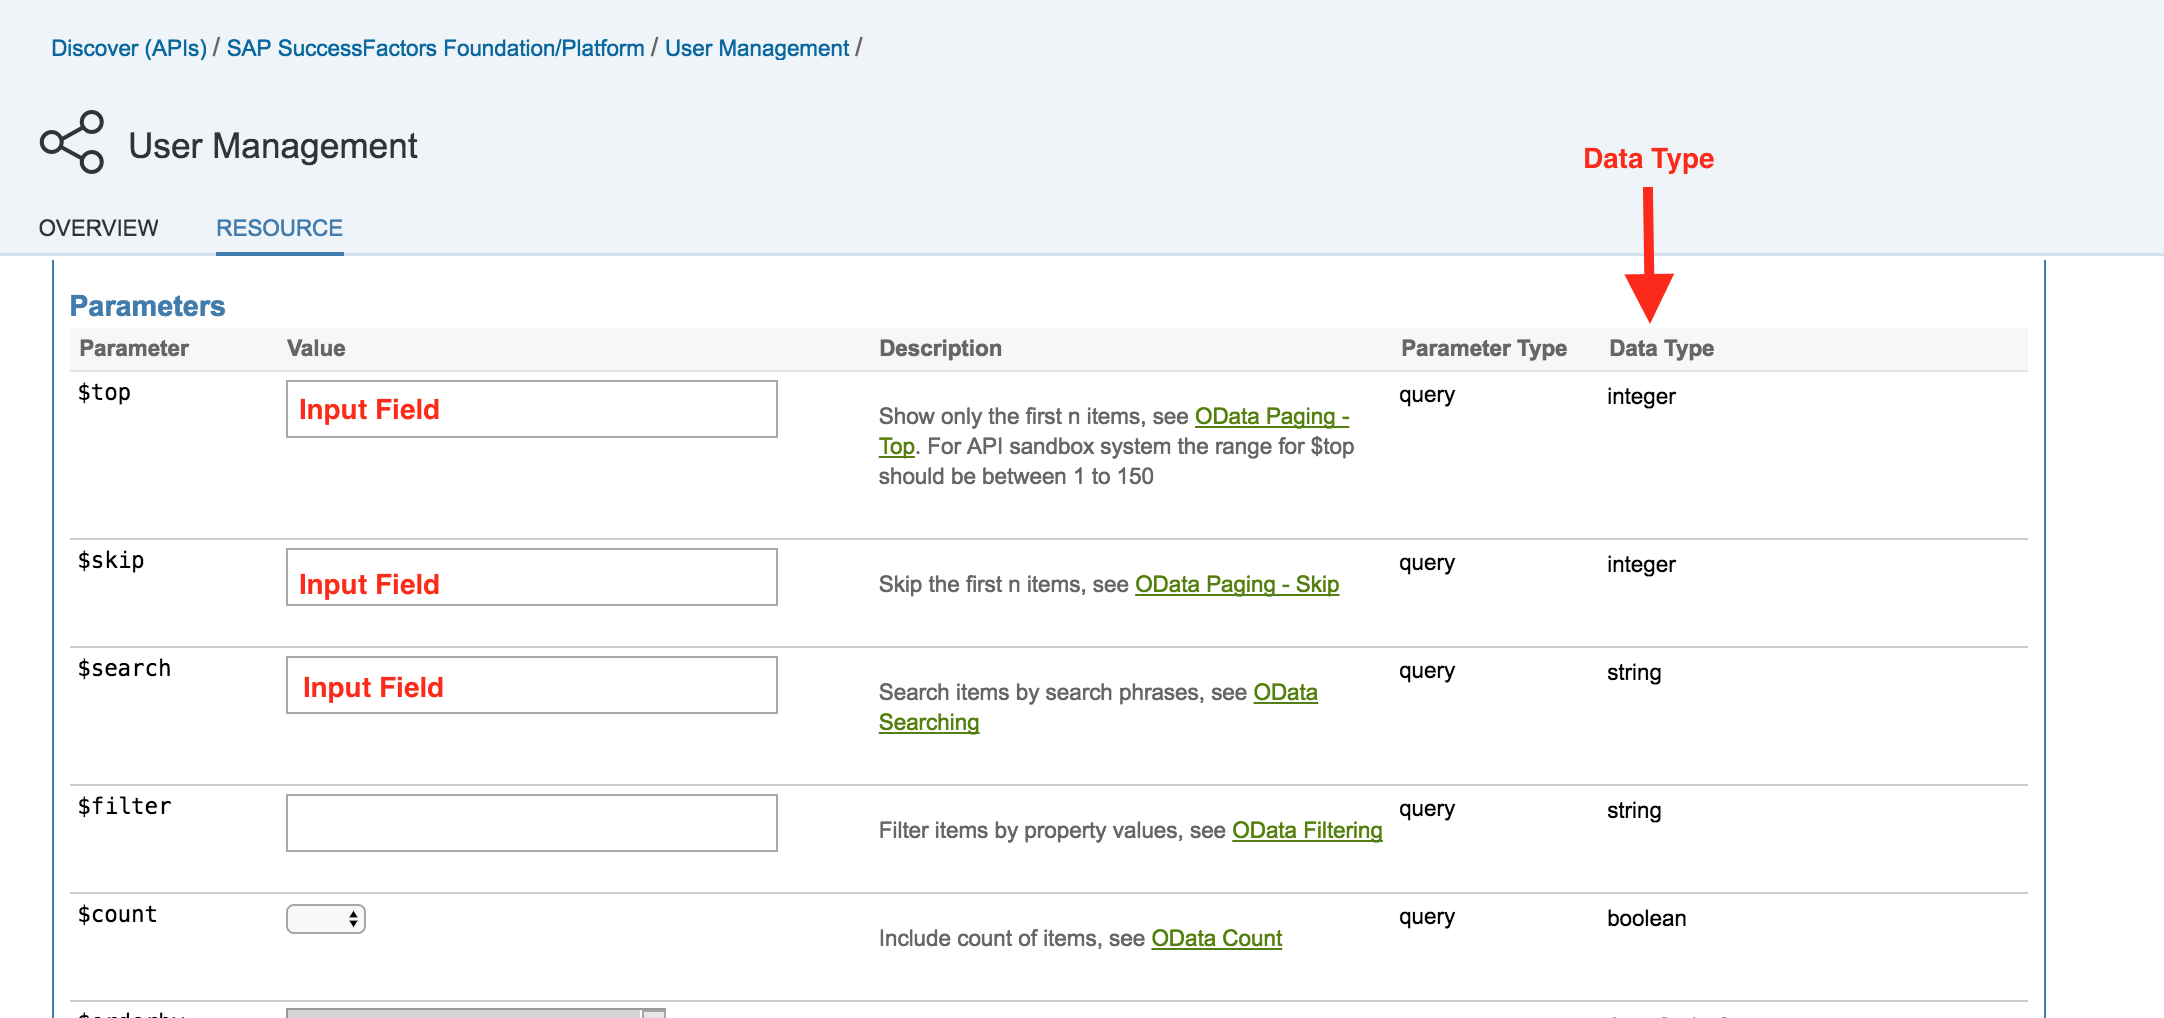 Discover (APIs) / SAP SuccessFactors Foundation/Platform / User Management /
User Management
Data Type
OVERVIEW RESOURCE
Parameters
Parameter Value Description Parameter Type Data Type
$top Input Field query integer
Show only the first n items, see OData Paging -
Top. For API sandbox system the range for $top
should be between 1 to 150
$skip Input Field query integer
Skip the first n items, see OData Paging - Skip
$search Input Field query string
Search items by search phrases, see OData
Searching
$filter query string
Filter items by property values, see OData Filtering
$count query boolean
Include count of items, see OData Count